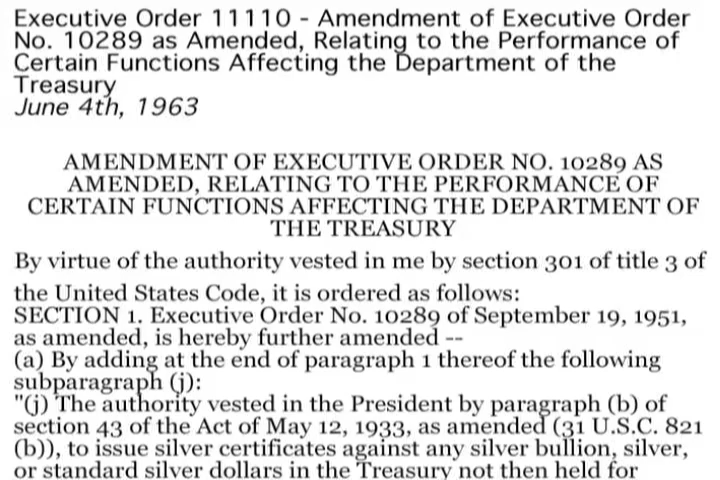 Executive Order 11110 - Amendment of Executive Order
No. 10289 as Amended, Relating to the Performance of
Certain Functions Affecting the Department of the
Treasury
June 4th, 1963
AMENDMENT OF EXECUTIVE ORDER NO. 10289 AS
AMENDED, RELATING TO THE PERFORMANCE OF
CERTAIN FUNCTIONS AFFECTING THE DEPARTMENT OF
THE TREASURY
By virtue of the authority vested in me by section 301 of title 3 of
the United States Code, it is ordered as follows:
SECTION 1. Executive Order No. 10289 of September 19, 1951,
as amended, is hereby further amended --
(a) By adding at the end of paragraph 1 thereof the following
subparagraph (j):
"(j) The authority vested in the President by paragraph (b) of
section 43 of the Act of May 12, 1933, as amended (31 U.S.C. 821
(b)), to issue silver certificates against any silver bullion, silver,
or standard silver dollars in the Treasury not then held for